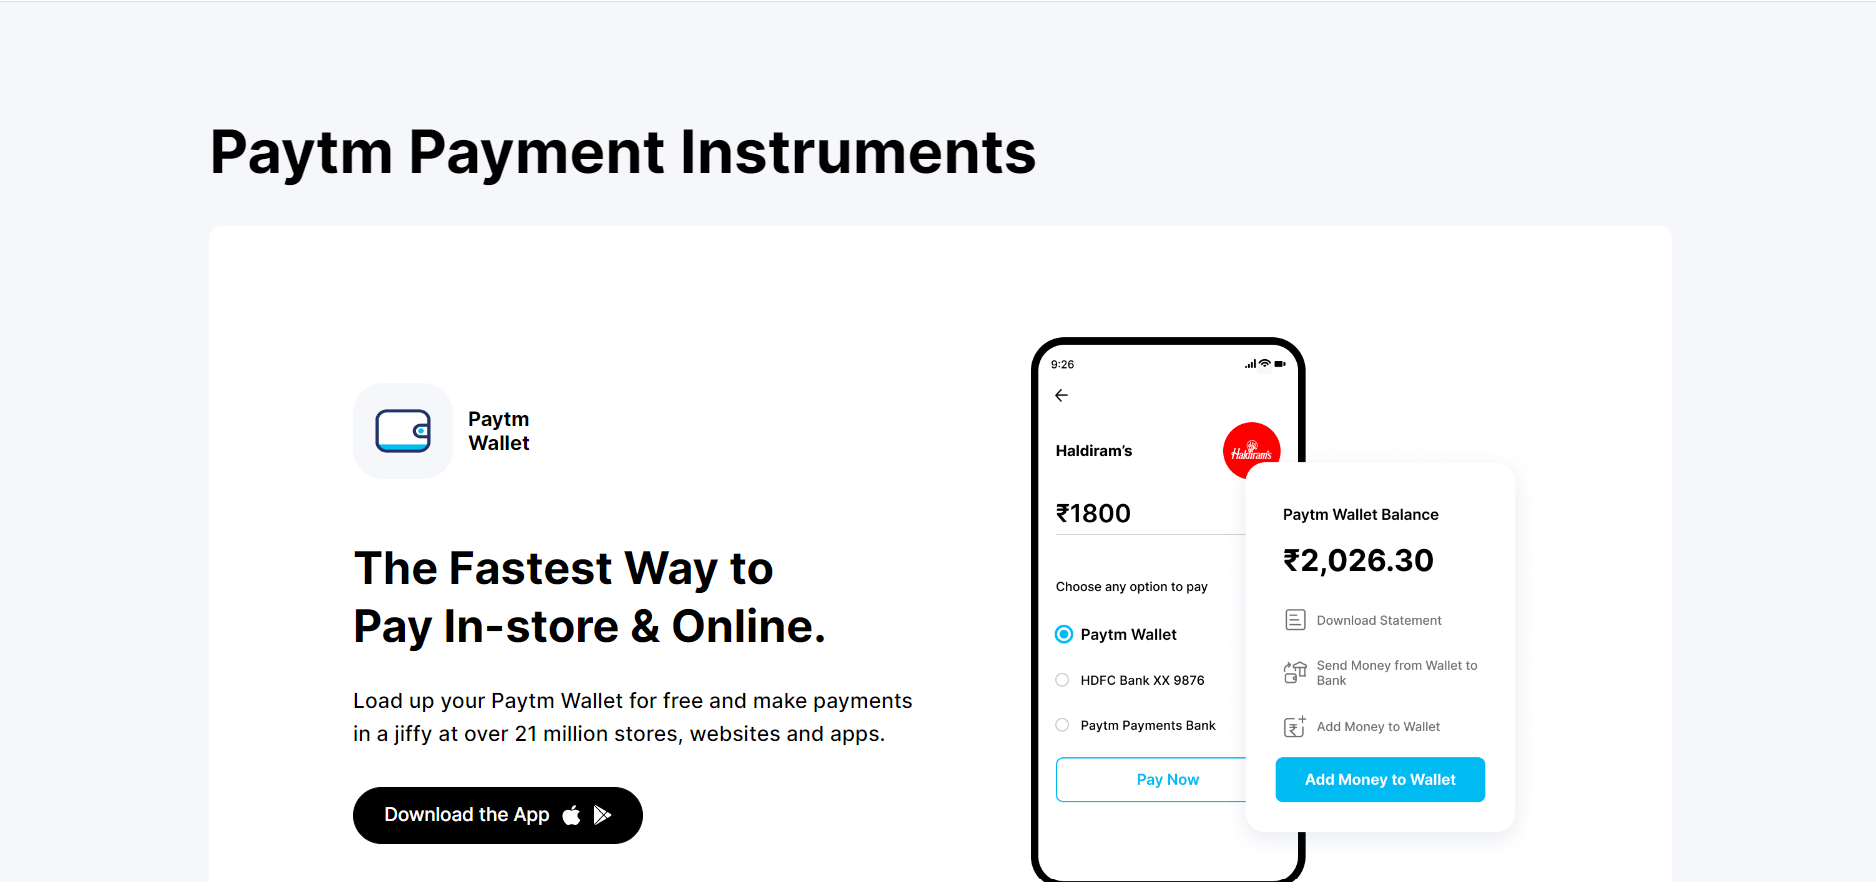 Paytm Payment Instruments
Paytm
Wallet
The Fastest Way to
Pay In-store & Online.
Load up your Paytm Wallet for free and make payments
in a jiffy at over 21 million stores, websites and apps.
Download the App
9:26
Haldiram's
Haldiram's
₹1800
Choose any option to pay
Paytm Wallet
HDFC Bank XX 9876
Paytm Payments Bank
Pay Now
Paytm Wallet Balance
₹2,026.30
Download Statement
Send Money from Wallet to
Bank
Add Money to Wallet
Add Money to Wallet